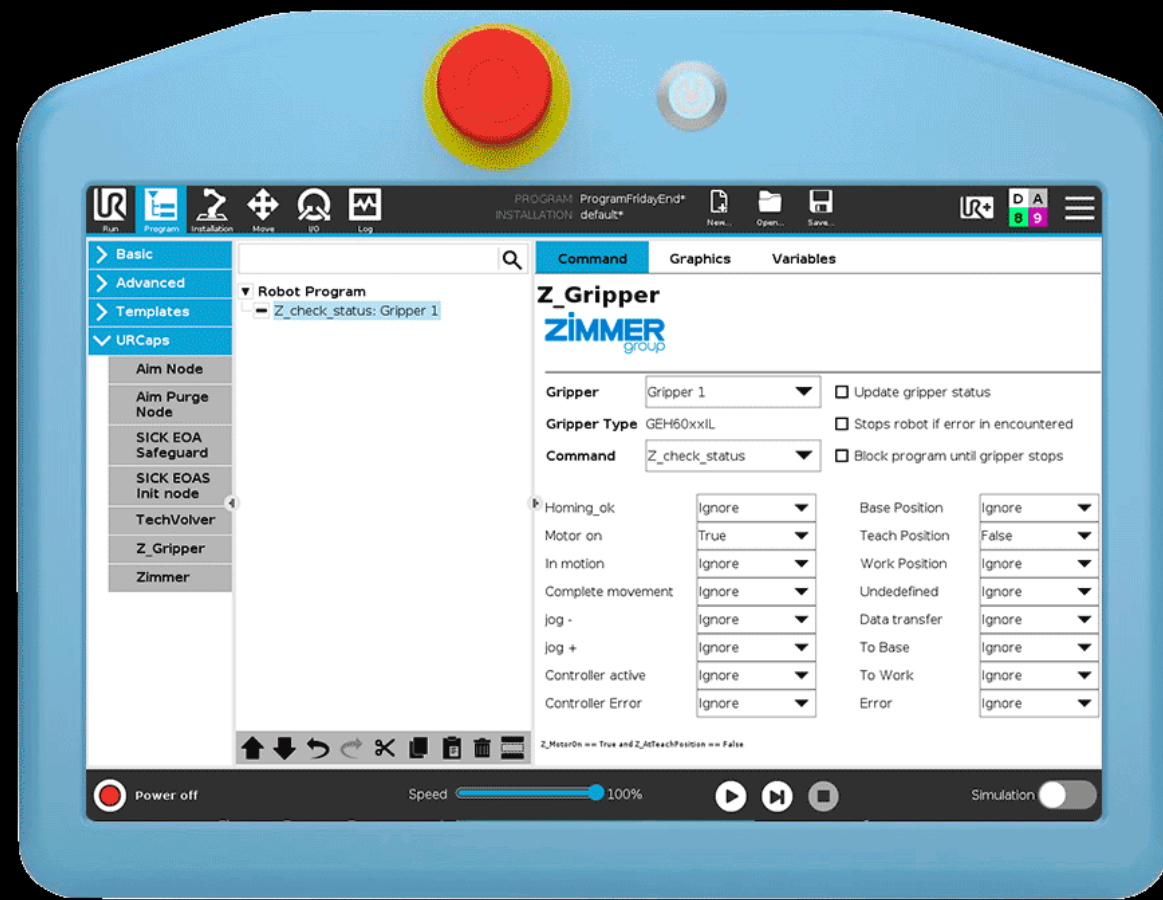 PROGRAM ProgramFridayEnd*
INSTALLATION default*
Run Program Installation Move I/O Log New... Open... Save...
UR
UR+
D A
8 9
Basic
Advanced
Templates
URCaps
Aim Node
Aim Purge
Node
SICK EOA
Safeguard
SICK EOAS
Init node
TechVolver
Z_Gripper
Zimmer
Robot Program
Z_check_status: Gripper 1
Command Graphics Variables
Z_Gripper
ZIMMER
group
Gripper Gripper 1 Update gripper status
Gripper Type GEH60xxIL Stops robot if error in encountered
Command Z_check_status Block program until gripper stops
Homing_ok Ignore Base Position Ignore
Motor on True Teach Position False
In motion Ignore Work Position Ignore
Complete movement Ignore Undedefined Ignore
jog - Ignore Data transfer Ignore
jog + Ignore To Base Ignore
Controller active Ignore To Work Ignore
Controller Error Ignore Error Ignore
Z_MotorOn == True and Z_AtTeachPosition == False
Power off Speed 100% Simulation